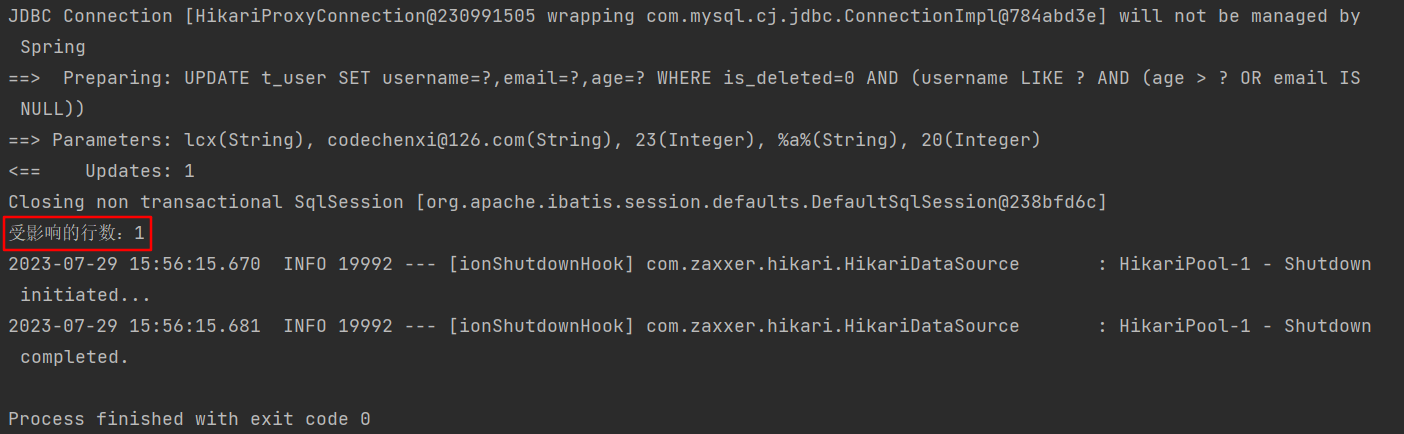 JDBC Connection [HikariProxyConnection@230991505 wrapping com.mysql.cj.jdbc.ConnectionImpl@784abd3e] will not be managed by
 Spring
==>  Preparing: UPDATE t_user SET username=?,email=?,age=? WHERE is_deleted=0 AND (username LIKE ? AND (age > ? OR email IS
 NULL))
==> Parameters: lcx(String), codechenxi@126.com(String), 23(Integer), %a%(String), 20(Integer)
<==    Updates: 1
Closing non transactional SqlSession [org.apache.ibatis.session.defaults.DefaultSqlSession@238bfd6c]
受影响的行数：1
2023-07-29 15:56:15.670  INFO 19992 --- [ionShutdownHook] com.zaxxer.hikari.HikariDataSource       : HikariPool-1 - Shutdown
 initiated...
2023-07-29 15:56:15.681  INFO 19992 --- [ionShutdownHook] com.zaxxer.hikari.HikariDataSource       : HikariPool-1 - Shutdown
 completed.
Process finished with exit code 0